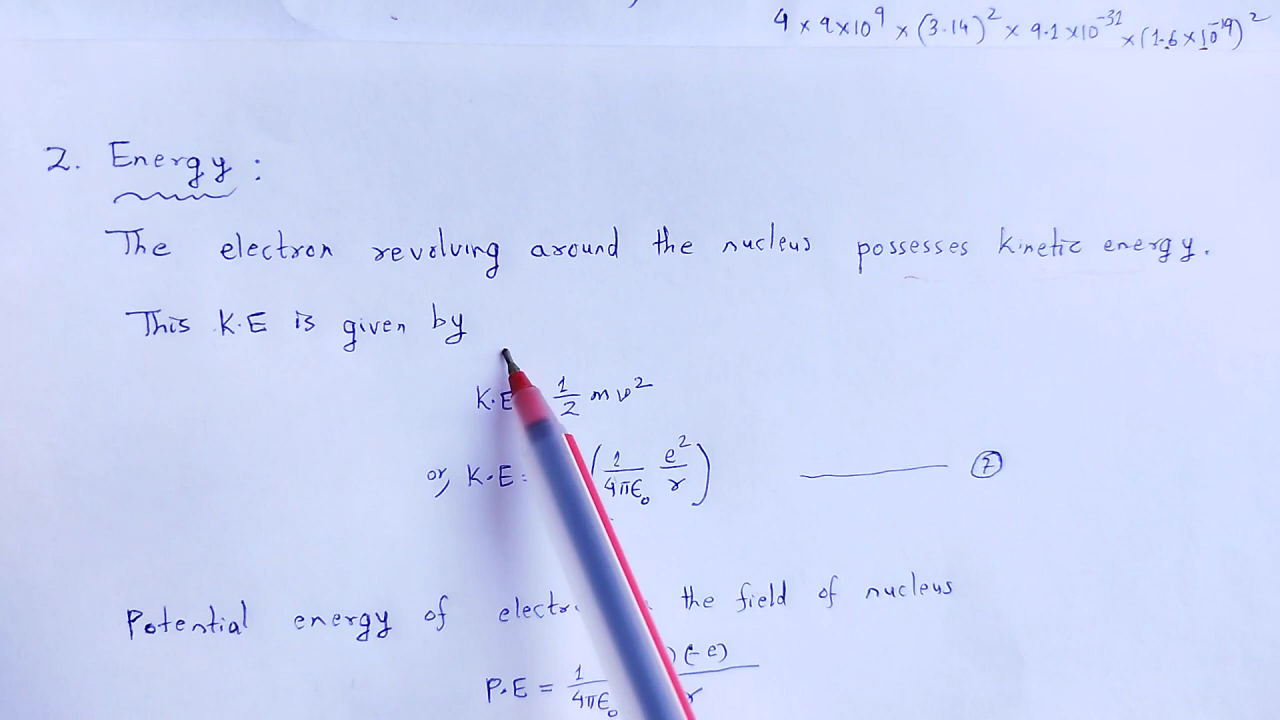 4 × 9×10⁹ × (3.14)² × 9.1×10⁻³¹ × (1.6×10⁻¹⁹)²
2. Energy :
The electron revolving around the nucleus possesses kinetic energy.
This K.E is given by
K.E 1/2 mv²
or, K.E = (1/4πϵ₀ e²/r) ⑦
Potential energy of the field of nucleus
P.E = 1/4πϵ₀ )(-e)/r